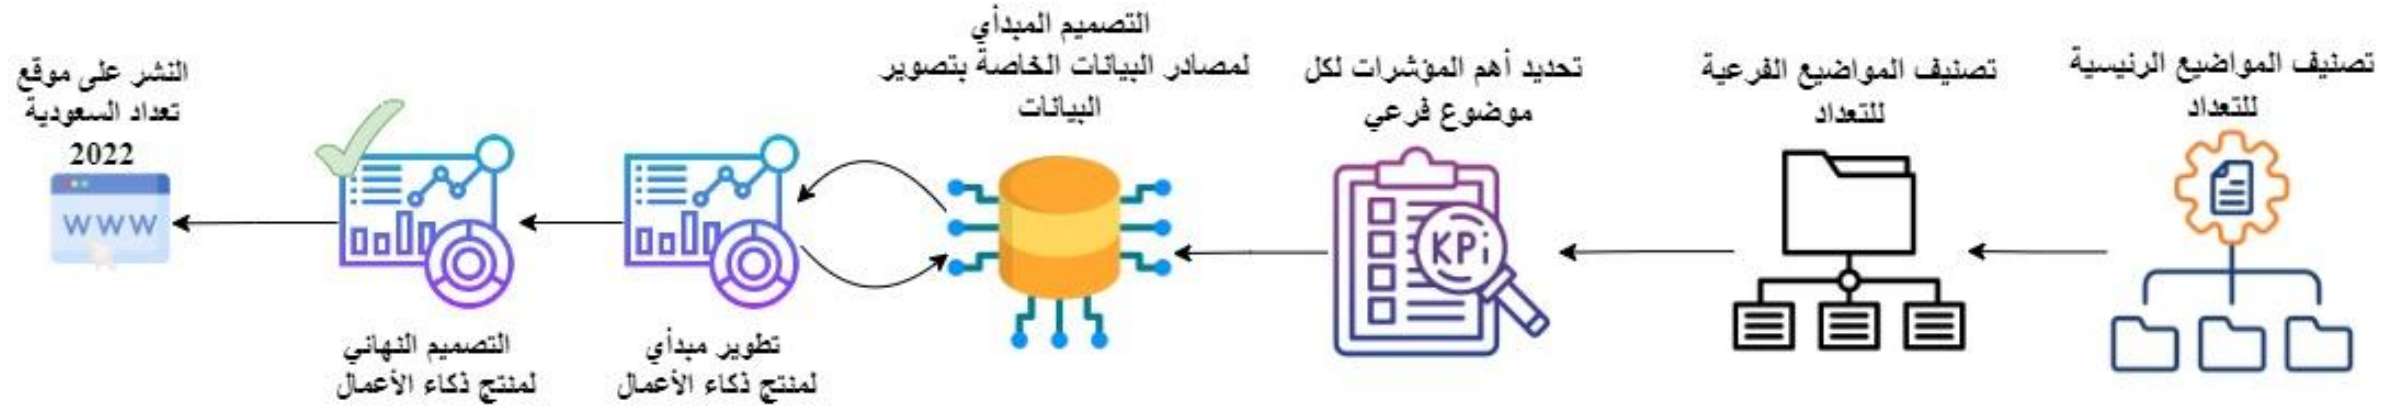 تصنيف المواضيع الرئيسية
للتعداد
تصنيف المواضيع الفرعية
للتعداد
تحديد أهم المؤشرات لكل
موضوع فرعي
KPi
التصميم المبدأي
لمصادر البيانات الخاصة بتصوير
البيانات
تطوير مبدأي
لمنتج ذكاء الأعمال
التصميم النهائي
لمنتج ذكاء الأعمال
النشر على موقع
تعداد السعودية
2022
WWW